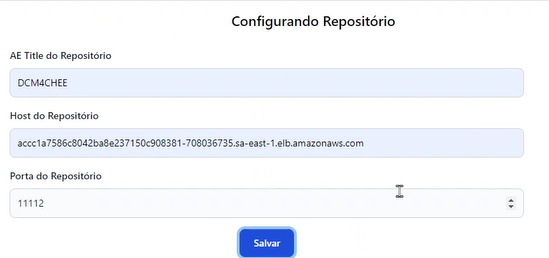 Configurando Repositório
AE Title do Repositório
DCM4CHEE
Host do Repositório
accc1a7586c8042ba8e237150c908381-708036735.sa-east-1.elb.amazonaws.com
Porta do Repositório
11112
Salvar